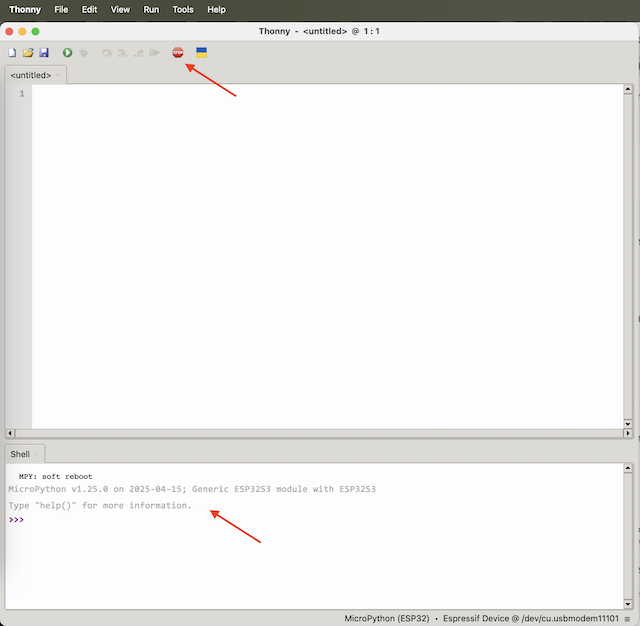 Thonny File Edit View Run Tools Help
Thonny - <untitled> @ 1:1
STOP
<untitled>
1
Shell
MPY: soft reboot
MicroPython v1.25.0 on 2025-04-15; Generic ESP32S3 module with ESP32S3
Type "help()" for more information.
>>>
MicroPython (ESP32) • Espressif Device @ /dev/cu.usbmodem11101 ≡